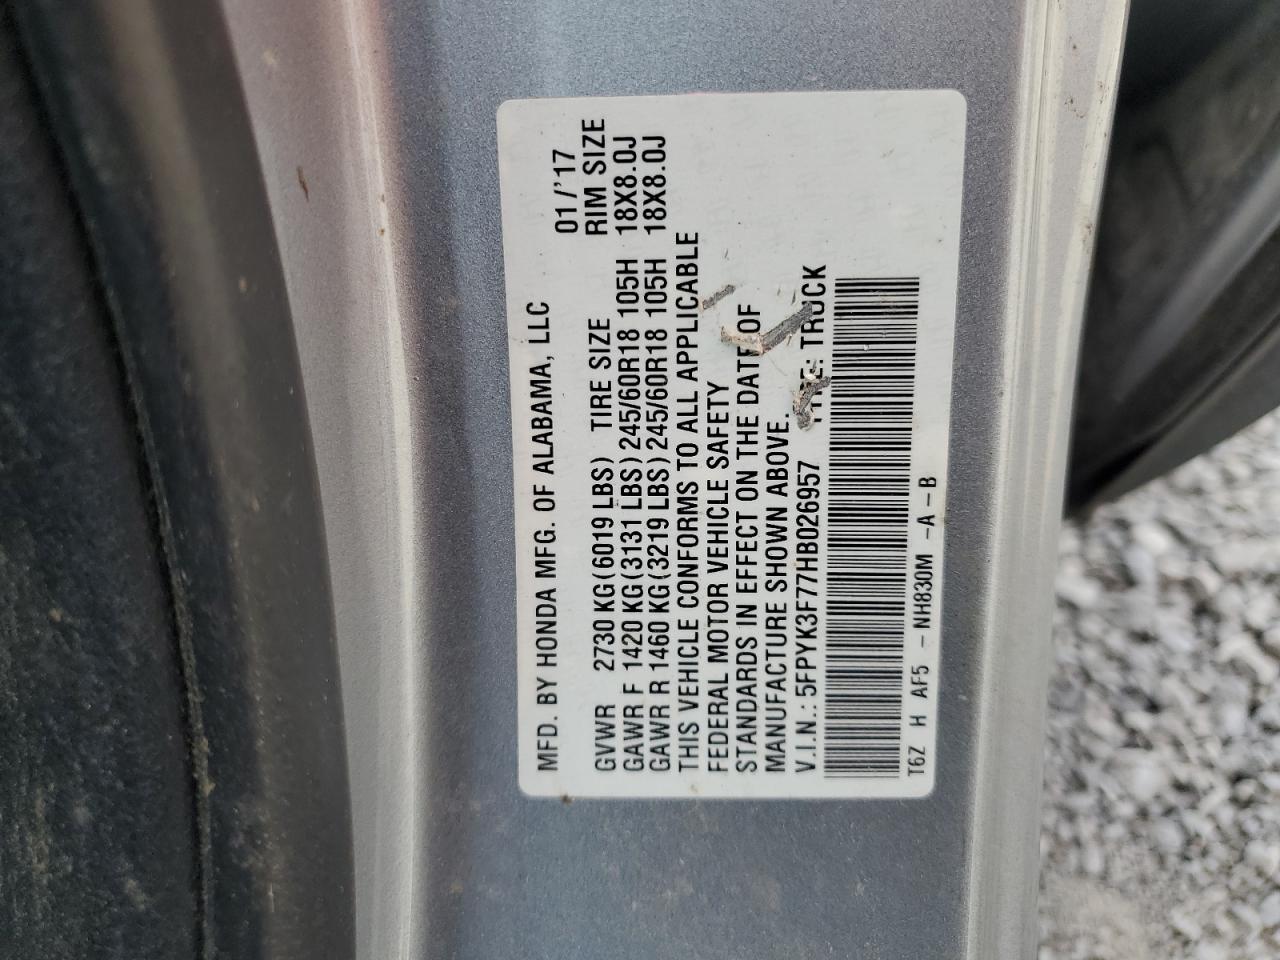 MFD. BY HONDA MFG. OF ALABAMA, LLC 01/'17
GVWR 2730 KG(6019 LBS) TIRE SIZE RIM SIZE
GAWR F 1420 KG(3131 LBS) 245/60R18 105H 18X8.0J
GAWR R 1460 KG(3219 LBS) 245/60R18 105H 18X8.0J
THIS VEHICLE CONFORMS TO ALL APPLICABLE
FEDERAL MOTOR VEHICLE SAFETY
STANDARDS IN EFFECT ON THE DATE OF
MANUFACTURE SHOWN ABOVE.
V.I.N.: 5FPYK3F77HB026957 TYPE: TRUCK
T6Z H AF5 - NH830M -A-B